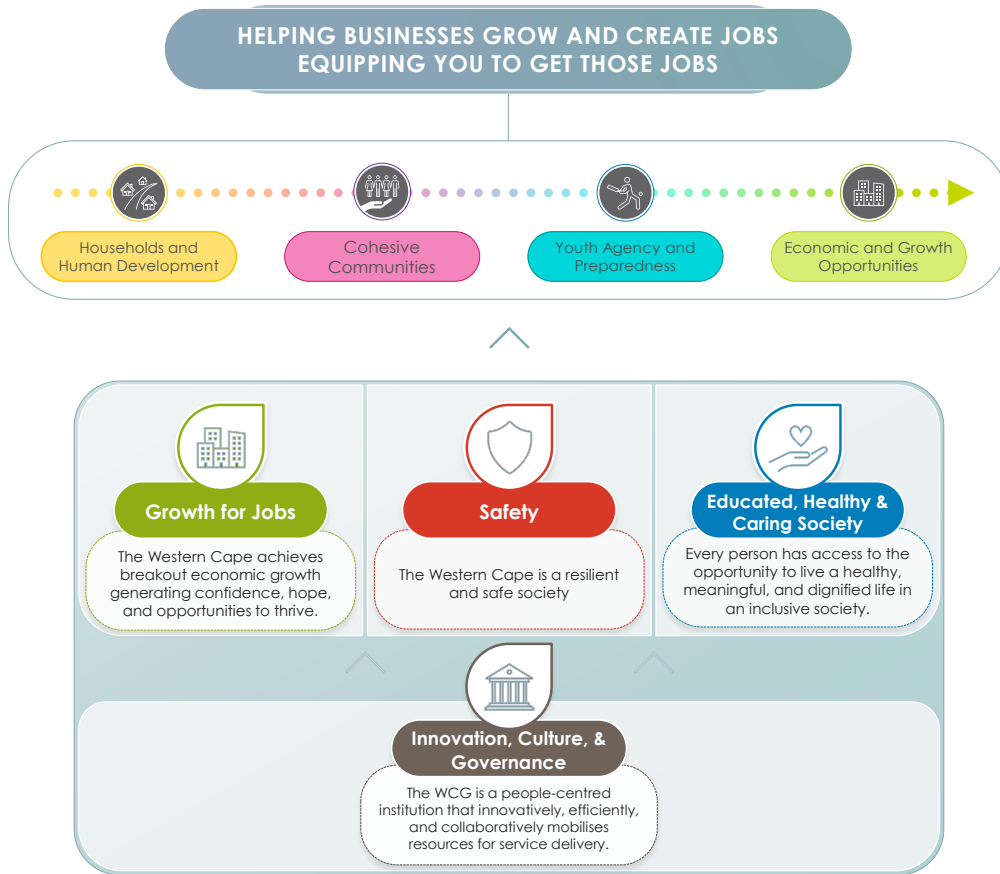 HELPING BUSINESSES GROW AND CREATE JOBS
EQUIPPING YOU TO GET THOSE JOBS
Households and
Human Development
Cohesive
Communities
Youth Agency and
Preparedness
Economic and Growth
Opportunities
Growth for Jobs
The Western Cape achieves
breakout economic growth
generating confidence, hope,
and opportunities to thrive.
Safety
The Western Cape is a resilient
and safe society
Educated, Healthy &
Caring Society
Every person has access to the
opportunity to live a healthy,
meaningful, and dignified life in
an inclusive society.
Innovation, Culture, &
Governance
The WCG is a people-centred
institution that innovatively, efficiently,
and collaboratively mobilises
resources for service delivery.